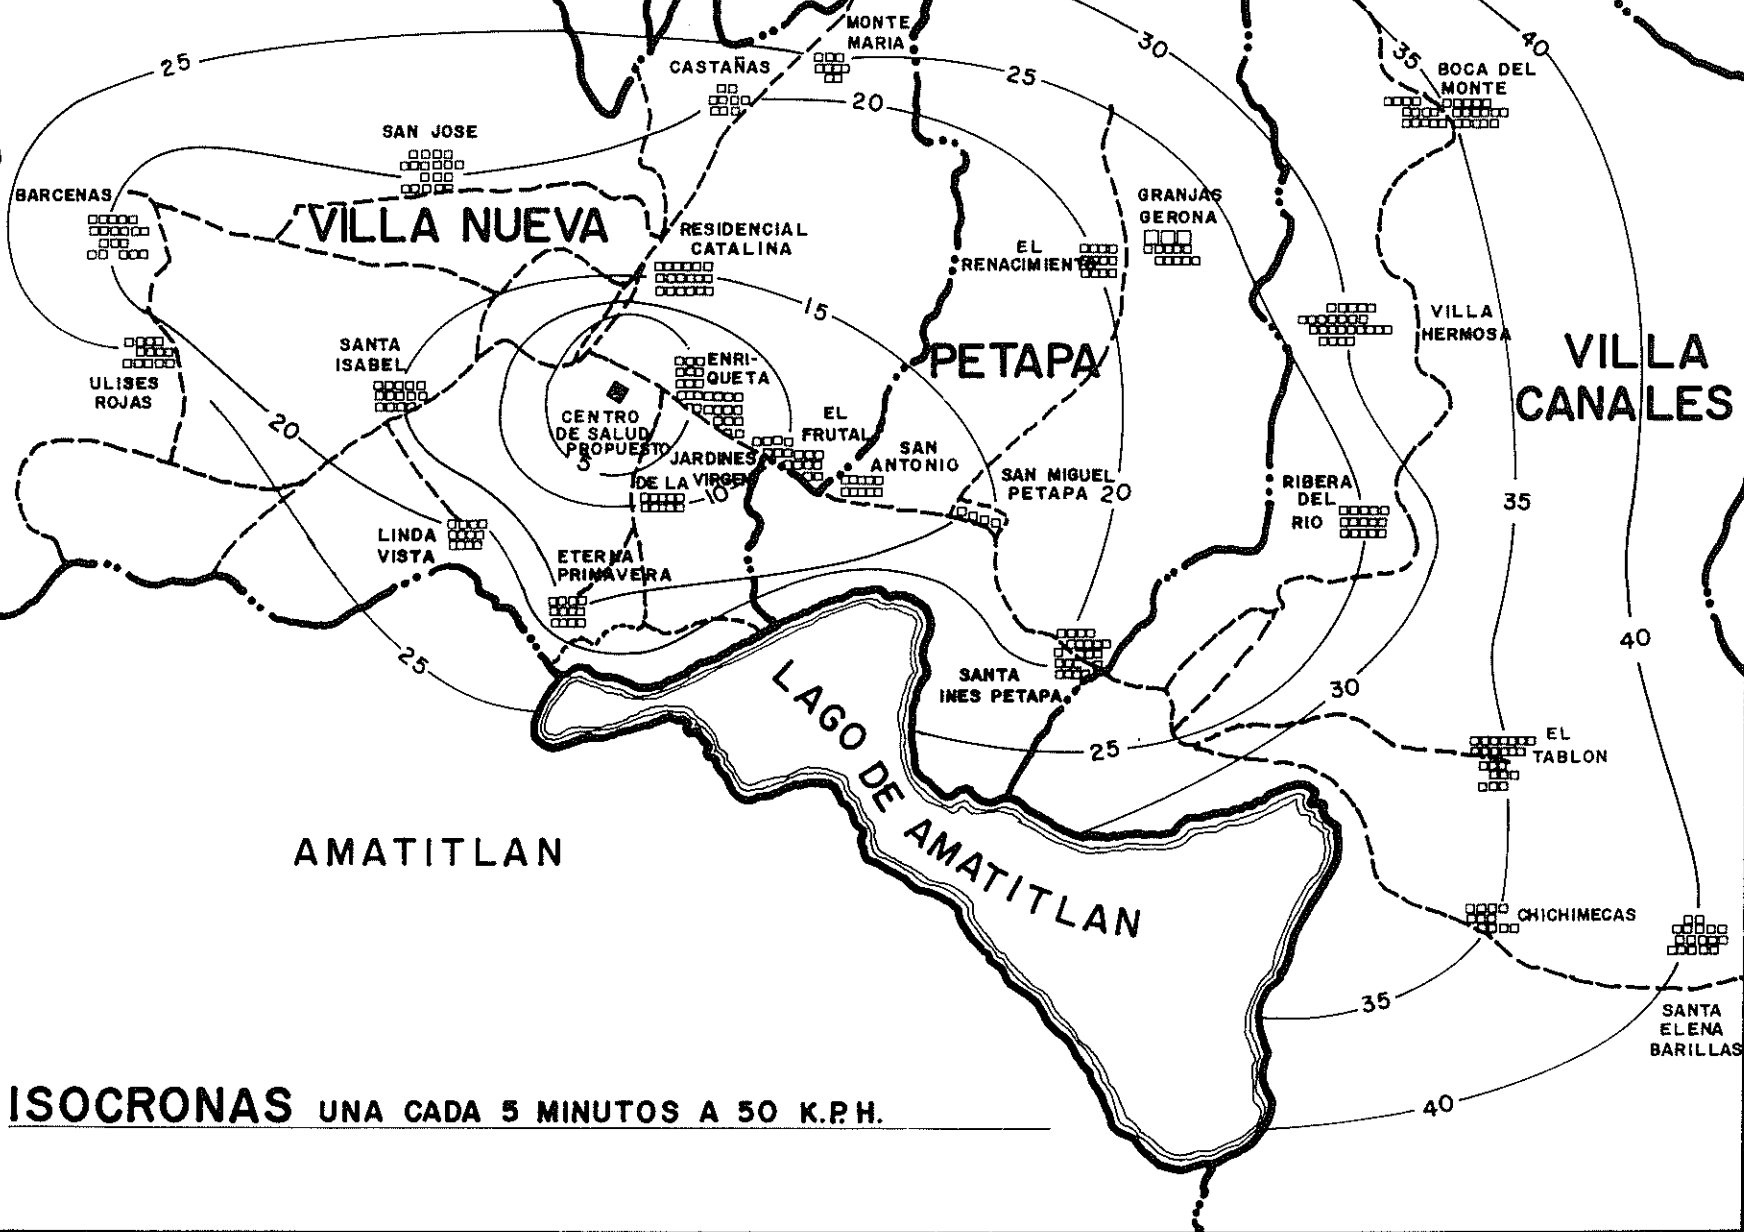 MONTE
MARIA
25
CASTAÑAS
30
35
40
BOCA DEL
MONTE
25
20
SAN JOSE
BARCENAS
VILLA NUEVA
RESIDENCIAL
CATALINA
GRANJAS
GERONA
EL
RENACIMIENTO
15
VILLA
HERMOSA
SANTA
ISABEL
ENRI-
QUETA
PETAPA
VILLA
CANALES
ULISES
ROJAS
20
CENTRO
DE SALUD
PROPUESTO
5
EL
FRUTAL
JARDINES
DE LA VIRGEN
10
SAN
ANTONIO
SAN MIGUEL
PETAPA
20
RIBERA
DEL
RIO
35
LINDA
VISTA
ETERNA
PRIMAVERA
25
40
SANTA
INES PETAPA
30
25
EL
TABLON
LAGO DE AMATITLAN
AMATITLAN
CHICHIMECAS
35
SANTA
ELENA
BARILLAS
40
ISOCRONAS UNA CADA 5 MINUTOS A 50 K.P.H.